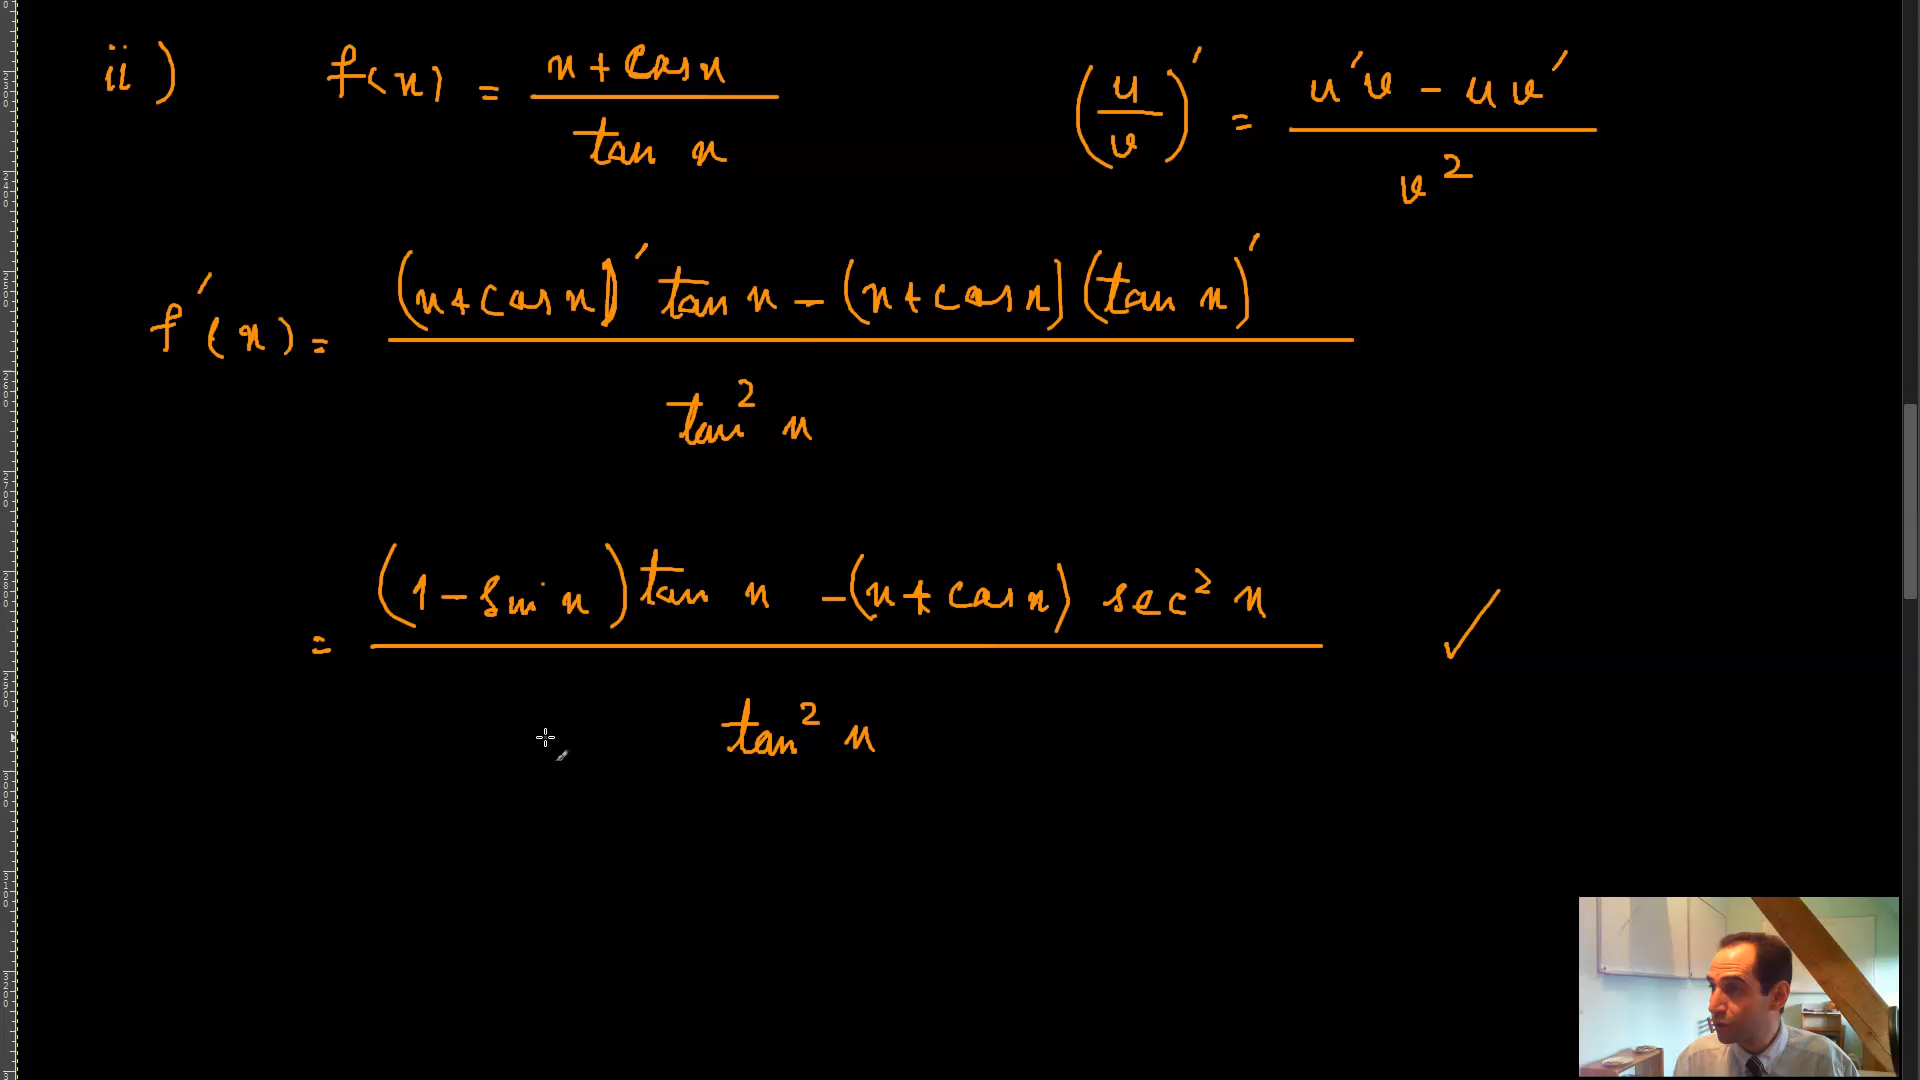 ii) f(x) = (x + cos x) / (tan x)    (u/v)′ = (u′v − uv′) / v²
f′(x) = ((x + cos x)′ tan x − (x + cos x)(tan x)′) / (tan² x)
= ((1 − sin x) tan x − (x + cos x) sec² x) / (tan² x) ✓